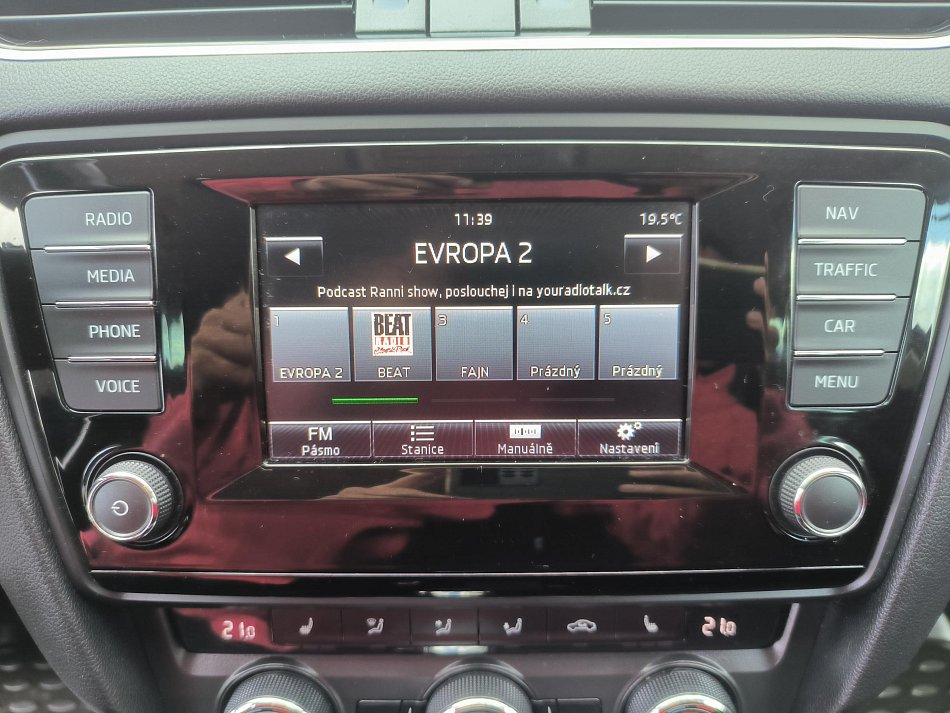 11:39
19.5°C
EVROPA 2
Podcast Ranni show, poslouchej i na youradiotalk.cz
1
EVROPA 2
BEAT
RADIO
BEAT
3
FAJN
4
Prázdný
5
Prázdný
FM
Pásmo
Stanice
Manuálně
Nastavení
RADIO
MEDIA
PHONE
VOICE
NAV
TRAFFIC
CAR
MENU
21.0
21.0